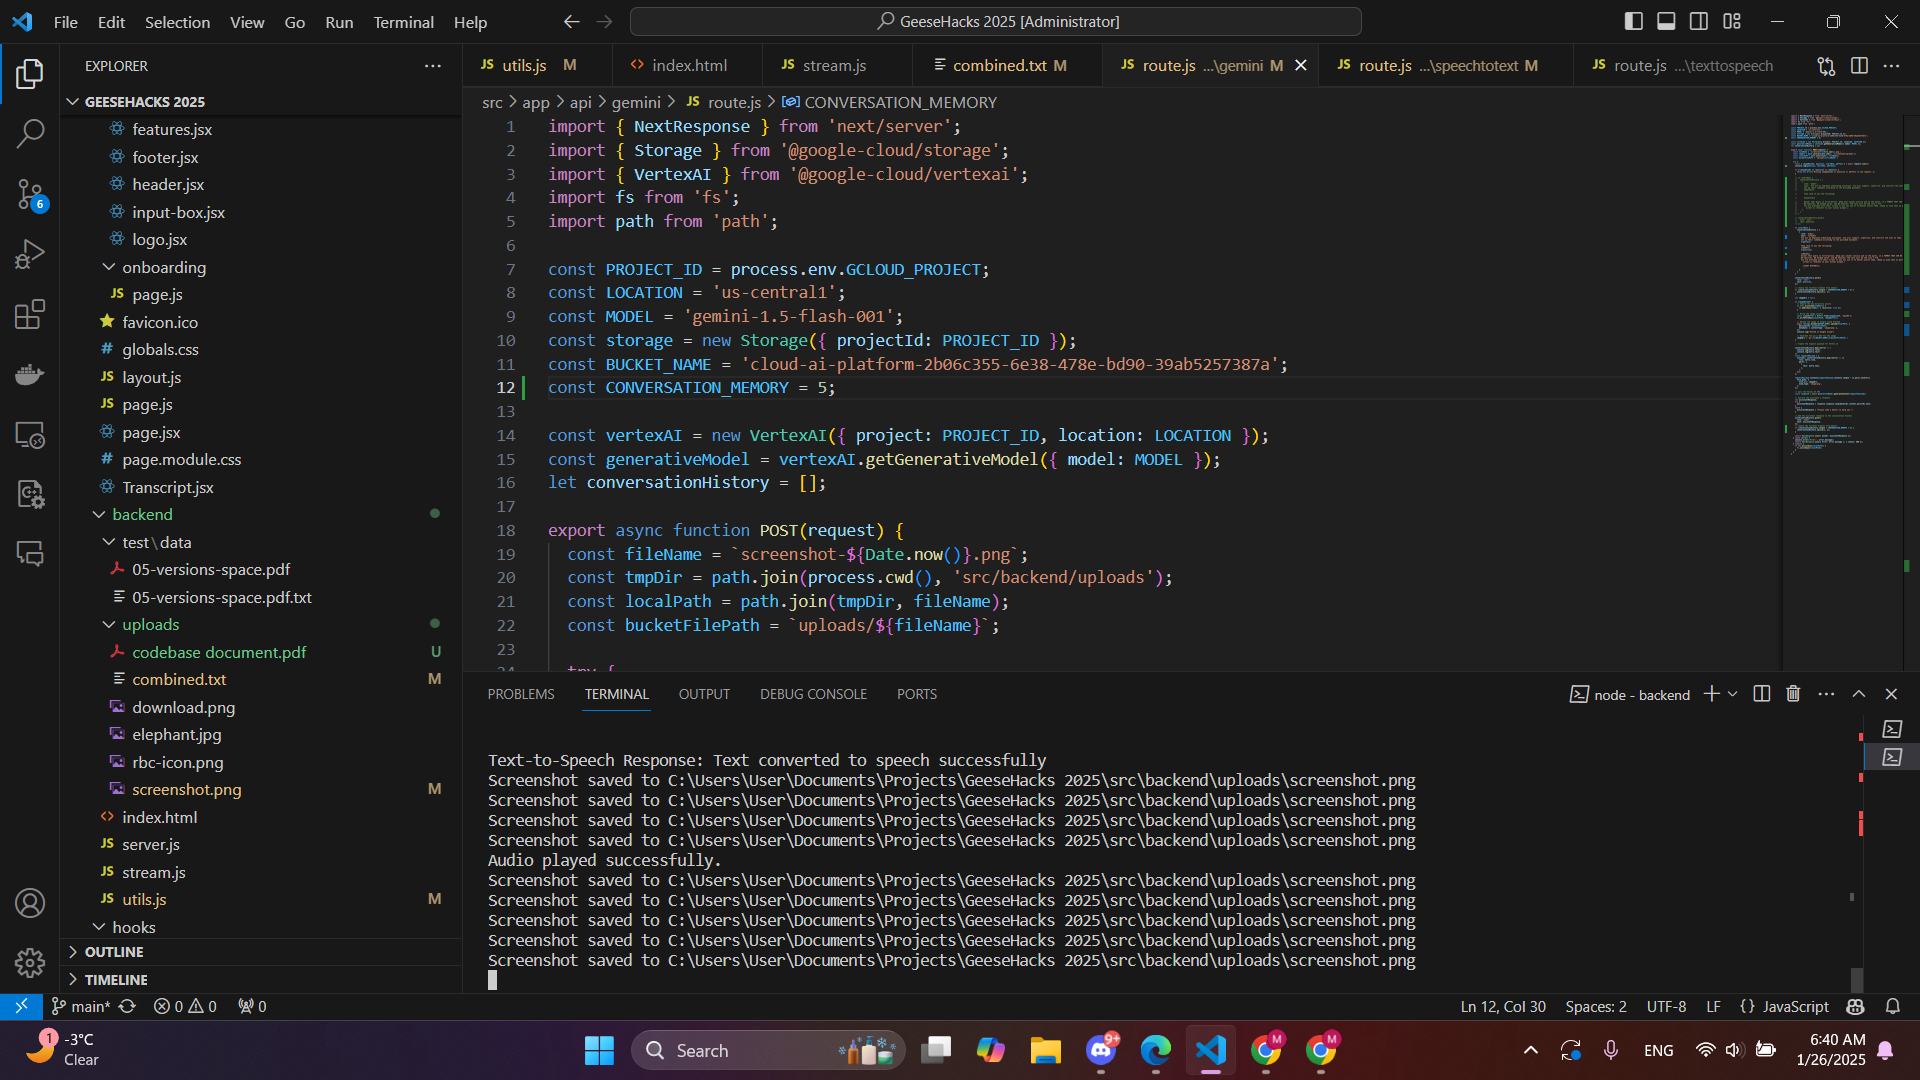 File Edit Selection View Go Run Terminal Help
GeeseHacks 2025 [Administrator]
EXPLORER
GEESEHACKS 2025
features.jsx
footer.jsx
header.jsx
input-box.jsx
logo.jsx
onboarding
JS page.js
favicon.ico
# globals.css
JS layout.js
JS page.js
page.jsx
# page.module.css
Transcript.jsx
backend
test\data
05-versions-space.pdf
05-versions-space.pdf.txt
uploads
codebase document.pdf U
combined.txt M
download.png
elephant.jpg
rbc-icon.png
screenshot.png M
<> index.html
JS server.js
JS stream.js
JS utils.js M
hooks
OUTLINE
TIMELINE
6
JS utils.js M
<> index.html
JS stream.js
combined.txt M
JS route.js ...\gemini M
JS route.js ...\speechtotext M
JS route.js ...\texttospeech
src > app > api > gemini > JS route.js > CONVERSATION_MEMORY
1 import { NextResponse } from 'next/server';
2 import { Storage } from '@google-cloud/storage';
3 import { VertexAI } from '@google-cloud/vertexai';
4 import fs from 'fs';
5 import path from 'path';
6
7 const PROJECT_ID = process.env.GCLOUD_PROJECT;
8 const LOCATION = 'us-central1';
9 const MODEL = 'gemini-1.5-flash-001';
10 const storage = new Storage({ projectId: PROJECT_ID });
11 const BUCKET_NAME = 'cloud-ai-platform-2b06c355-6e38-478e-bd90-39ab5257387a';
12 const CONVERSATION_MEMORY = 5;
13
14 const vertexAI = new VertexAI({ project: PROJECT_ID, location: LOCATION });
15 const generativeModel = vertexAI.getGenerativeModel({ model: MODEL });
16 let conversationHistory = [];
17
18 export async function POST(request) {
19 const fileName = `screenshot-${Date.now()}.png`;
20 const tmpDir = path.join(process.cwd(), 'src/backend/uploads');
21 const localPath = path.join(tmpDir, fileName);
22 const bucketFilePath = `uploads/${fileName}`;
23
24 try {
PROBLEMS TERMINAL OUTPUT DEBUG CONSOLE PORTS
node - backend
Text-to-Speech Response: Text converted to speech successfully
Screenshot saved to C:\Users\User\Documents\Projects\GeeseHacks 2025\src\backend\uploads\screenshot.png
Screenshot saved to C:\Users\User\Documents\Projects\GeeseHacks 2025\src\backend\uploads\screenshot.png
Screenshot saved to C:\Users\User\Documents\Projects\GeeseHacks 2025\src\backend\uploads\screenshot.png
Screenshot saved to C:\Users\User\Documents\Projects\GeeseHacks 2025\src\backend\uploads\screenshot.png
Audio played successfully.
Screenshot saved to C:\Users\User\Documents\Projects\GeeseHacks 2025\src\backend\uploads\screenshot.png
Screenshot saved to C:\Users\User\Documents\Projects\GeeseHacks 2025\src\backend\uploads\screenshot.png
Screenshot saved to C:\Users\User\Documents\Projects\GeeseHacks 2025\src\backend\uploads\screenshot.png
Screenshot saved to C:\Users\User\Documents\Projects\GeeseHacks 2025\src\backend\uploads\screenshot.png
Screenshot saved to C:\Users\User\Documents\Projects\GeeseHacks 2025\src\backend\uploads\screenshot.png
main* 0 0 0
Ln 12, Col 30 Spaces: 2 UTF-8 LF {} JavaScript
1 -3°C
Clear
Search
9+
M
M
ENG
6:40 AM
1/26/2025